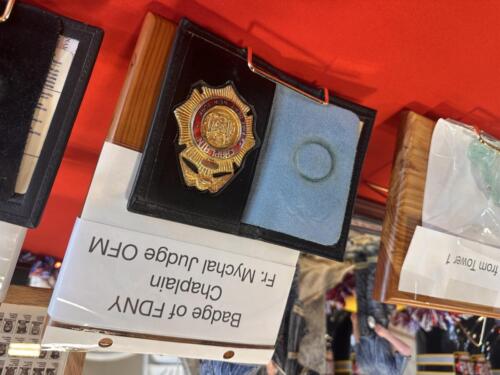 Badge of FDNY
Chaplain
Fr. Mychal Judge OFM
from Tower 1